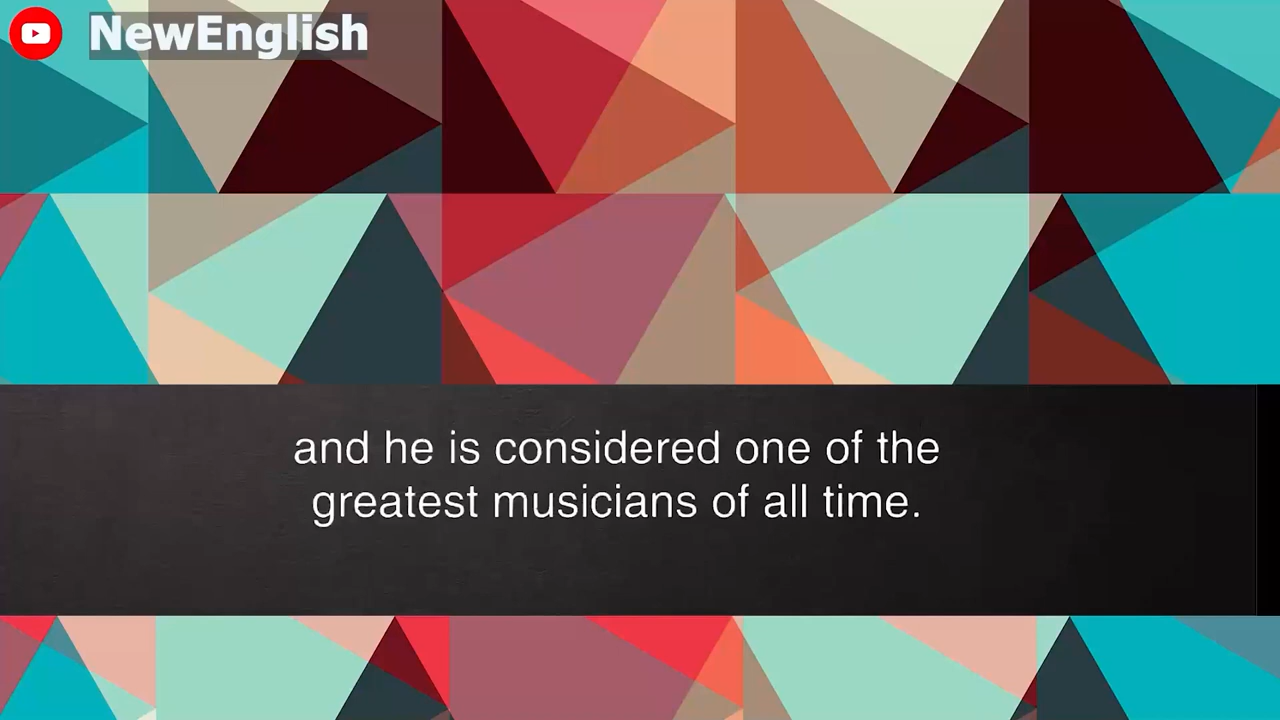 NewEnglish
and he is considered one of the
greatest musicians of all time.